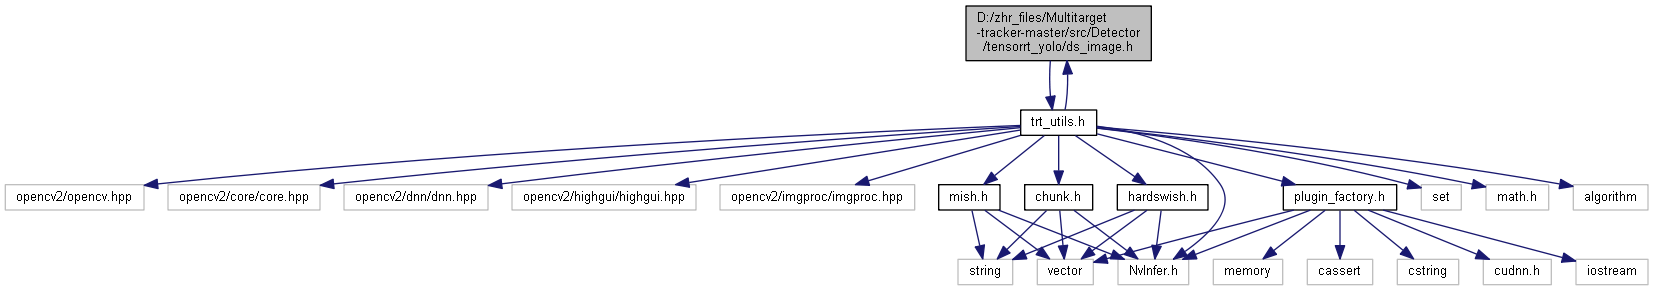 D:/zhr_files/Multitarget
-tracker-master/src/Detector
/tensorrt_yolo/ds_image.h
trt_utils.h
opencv2/opencv.hpp
opencv2/core/core.hpp
opencv2/dnn/dnn.hpp
opencv2/highgui/highgui.hpp
opencv2/imgproc/imgproc.hpp
mish.h
chunk.h
hardswish.h
plugin_factory.h
set
math.h
algorithm
string
vector
NvInfer.h
memory
cassert
cstring
cudnn.h
iostream